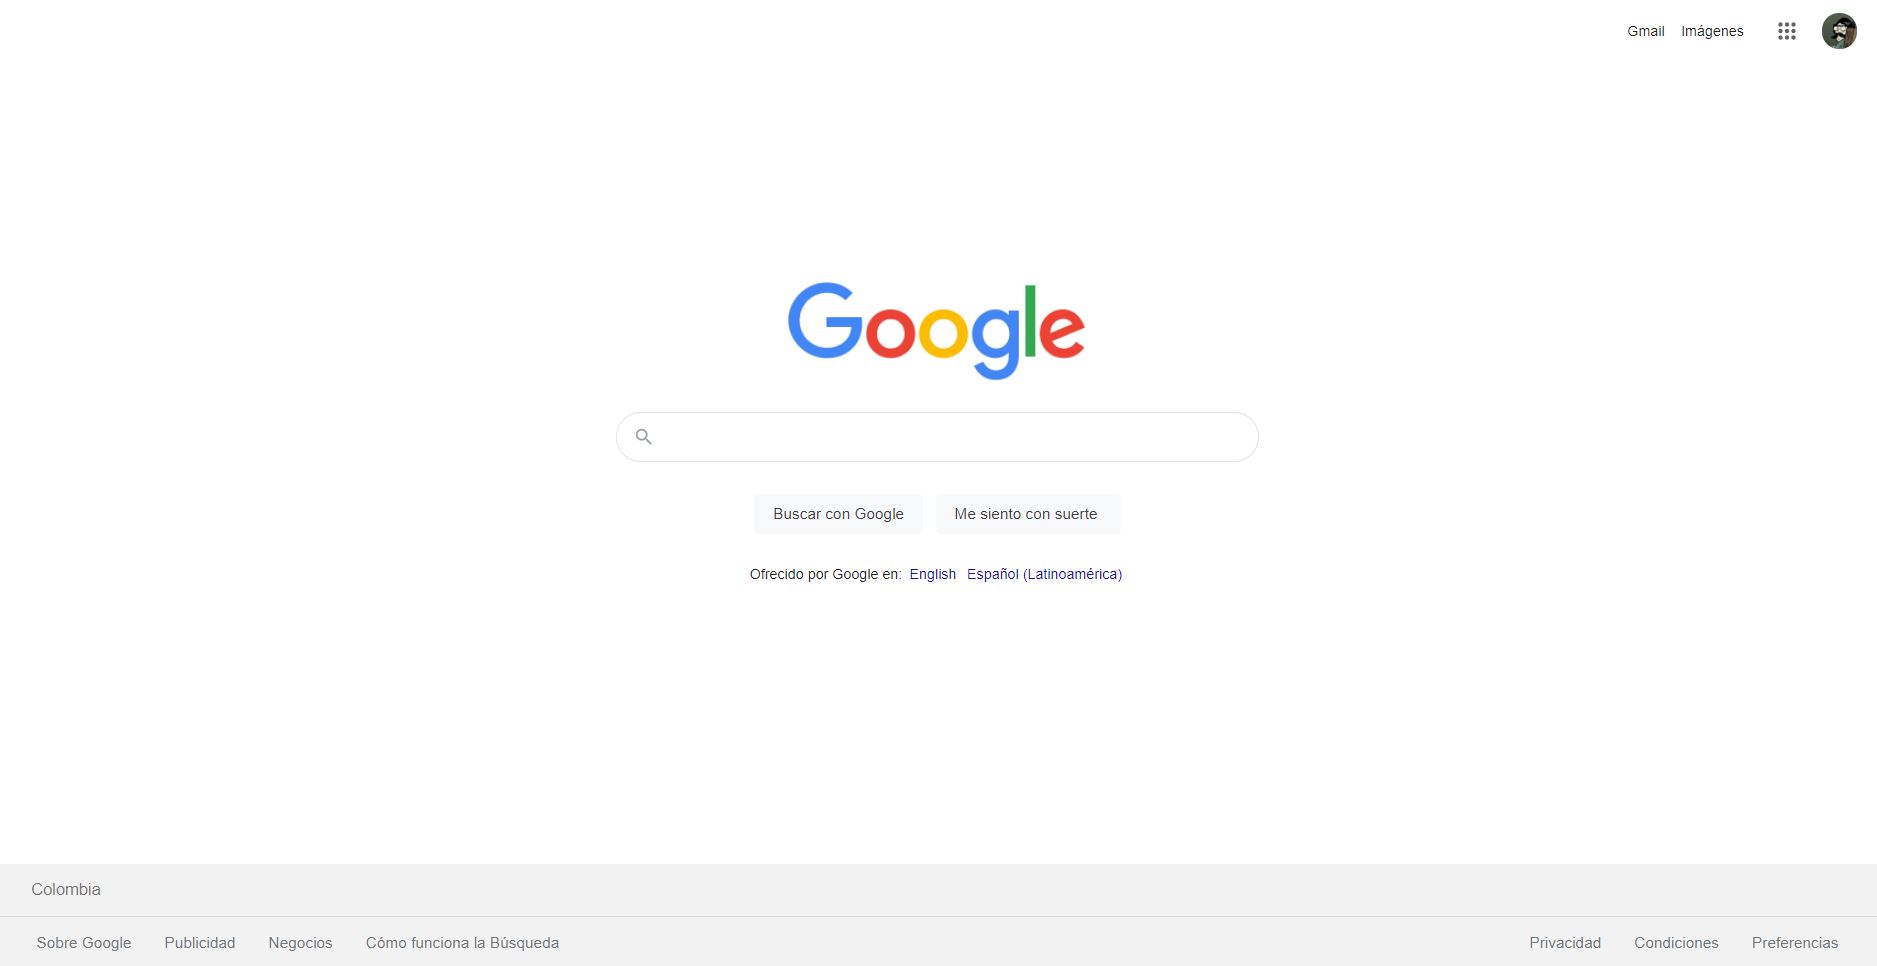 Gmail Imágenes
Google
Buscar con Google Me siento con suerte
Ofrecido por Google en: English Español (Latinoamérica)
Colombia
Sobre Google Publicidad Negocios Cómo funciona la Búsqueda Privacidad Condiciones Preferencias